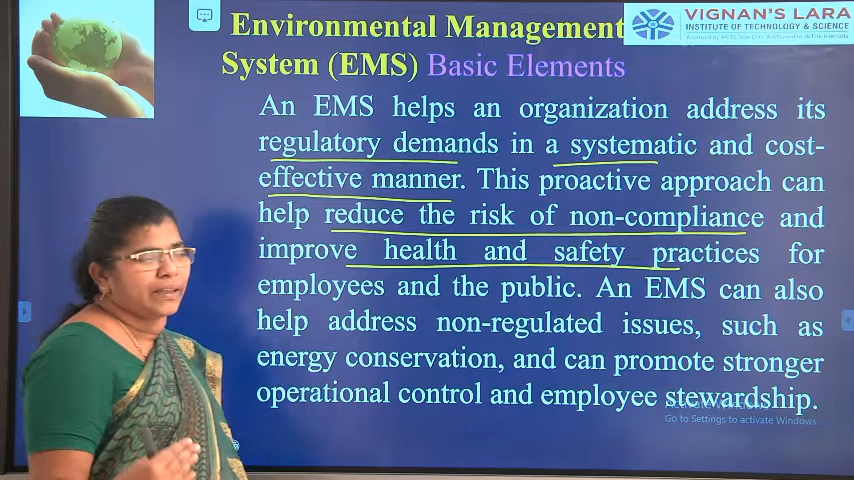 Environmental Management
System (EMS) Basic Elements
VIGNAN'S LARA
INSTITUTE OF TECHNOLOGY & SCIENCE
An EMS helps an organization address its
regulatory demands in a systematic and cost-
effective manner. This proactive approach can
help reduce the risk of non-compliance and
improve health and safety practices for
employees and the public. An EMS can also
help address non-regulated issues, such as
energy conservation, and can promote stronger
operational control and employee stewardship.
Activate Windows
Go to Settings to activate Windows.